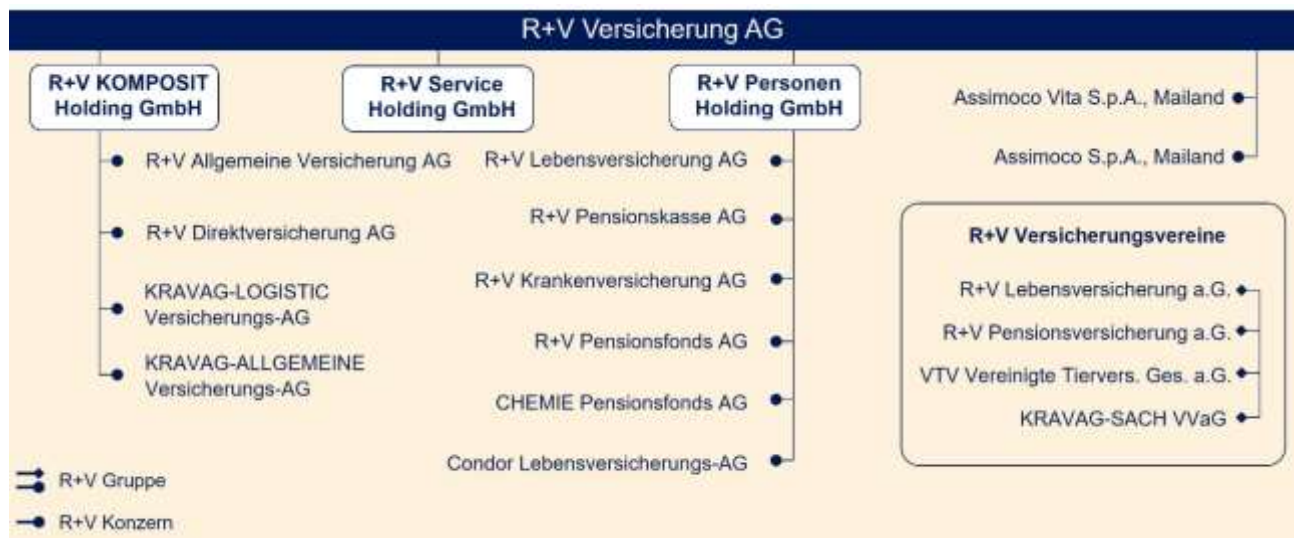 R+V Versicherung AG
R+V KOMPOSIT
Holding GmbH
R+V Allgemeine Versicherung AG
R+V Direktversicherung AG
KRAVAG-LOGISTIC
Versicherungs-AG
KRAVAG-ALLGEMEINE
Versicherungs-AG
R+V Service
Holding GmbH
R+V Personen
Holding GmbH
R+V Lebensversicherung AG
R+V Pensionskasse AG
R+V Krankenversicherung AG
R+V Pensionsfonds AG
CHEMIE Pensionsfonds AG
Condor Lebensversicherungs-AG
Assimoco Vita S.p.A., Mailand
Assimoco S.p.A., Mailand
R+V Versicherungsvereine
R+V Lebensversicherung a.G.
R+V Pensionsversicherung a.G.
VTV Vereinigte Tiervers. Ges. a.G.
KRAVAG-SACH VVaG
R+V Gruppe
R+V Konzern